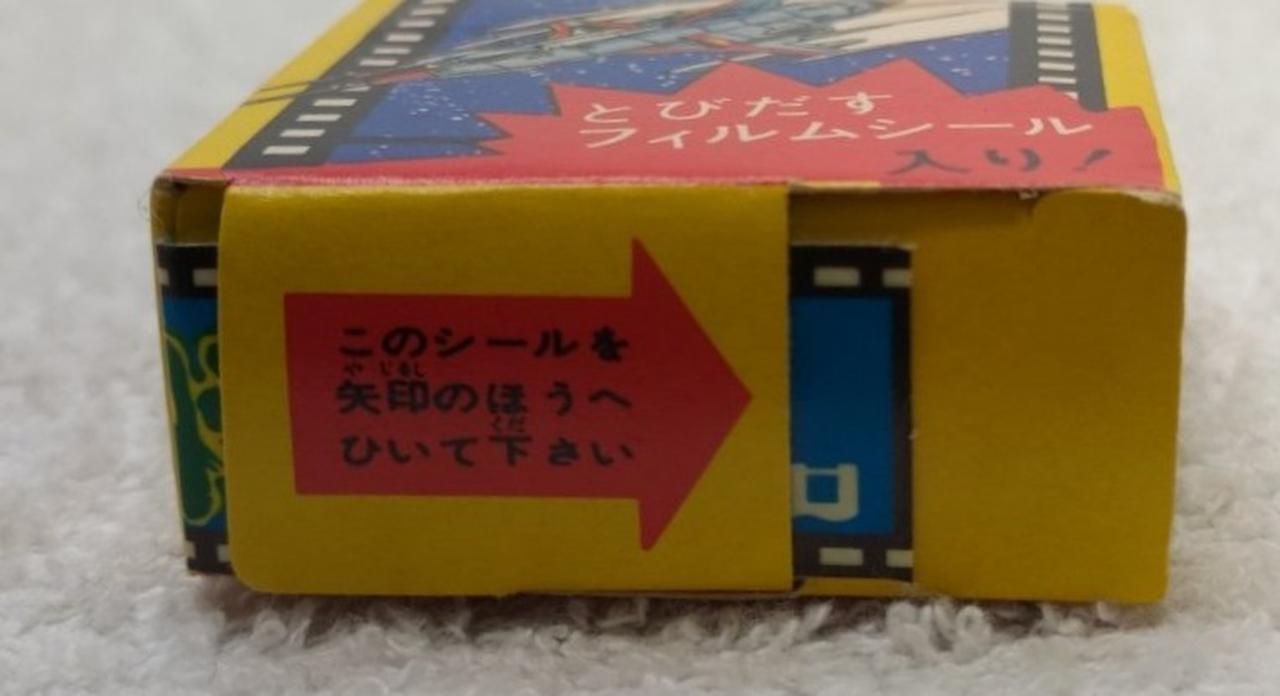 とびだす
フィルムシール
入り！
このシールを
矢印のほうへ
ひいて下さい
ロ